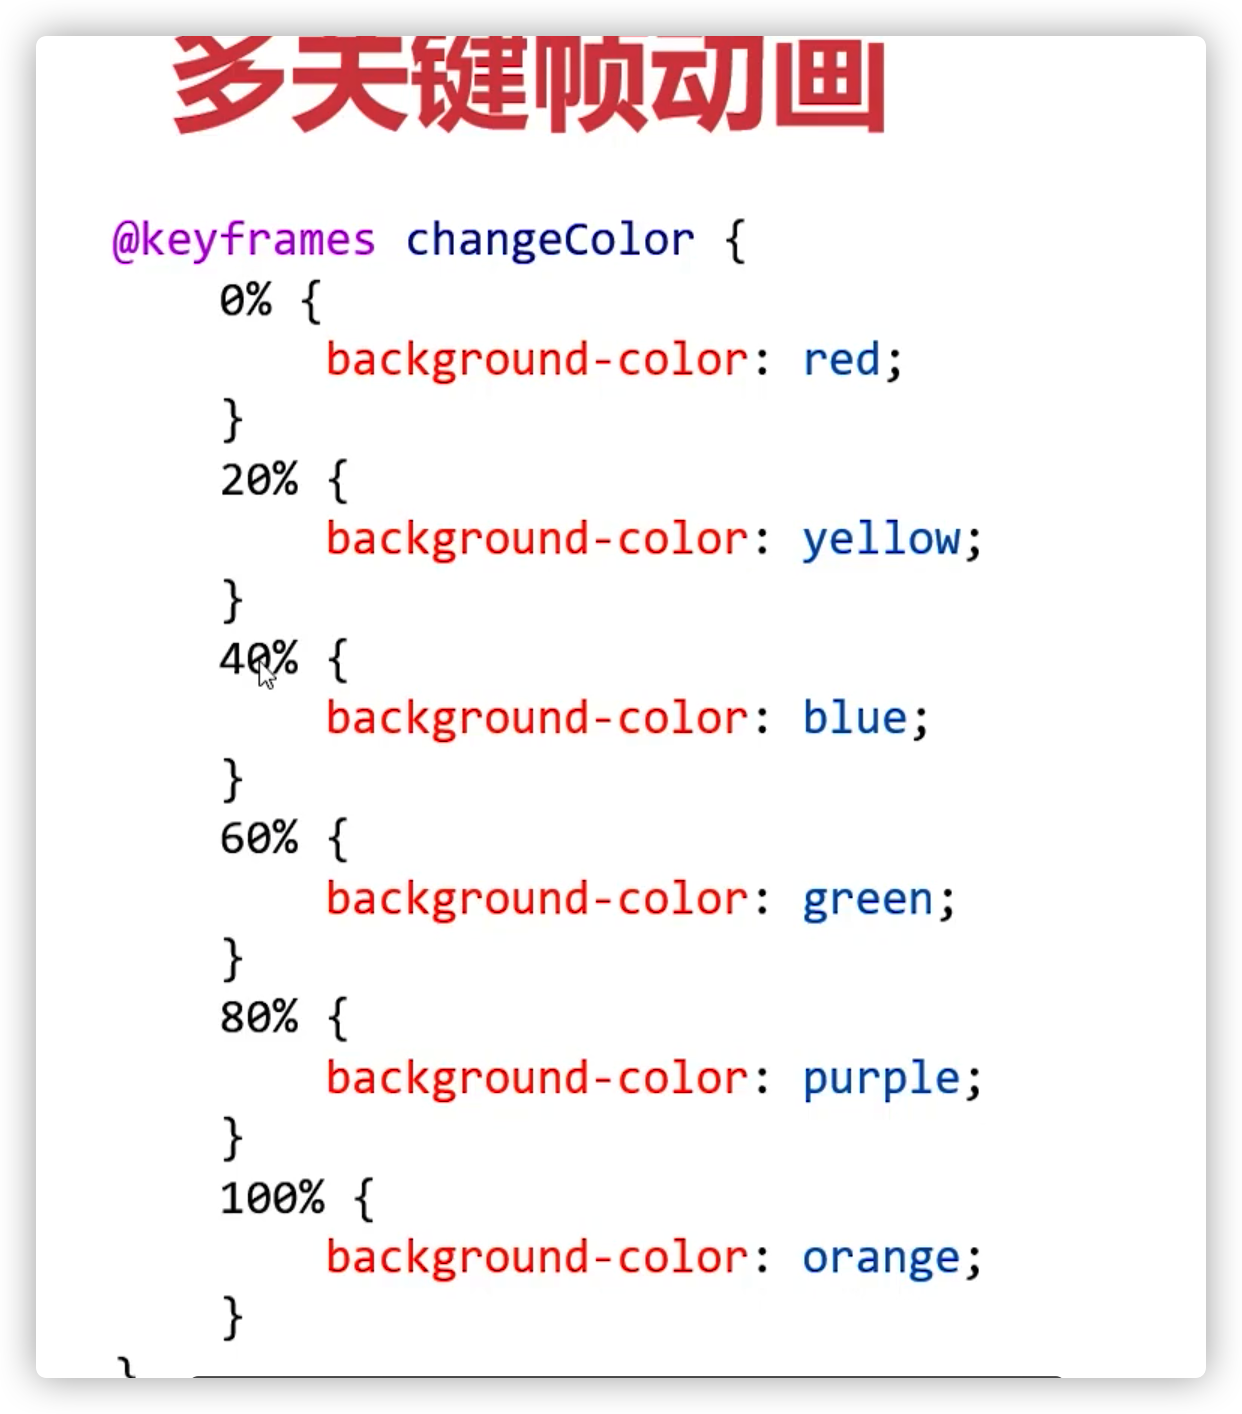 多关键帧动画
@keyframes changeColor {
0% {
background-color: red;
}
20% {
background-color: yellow;
}
40% {
background-color: blue;
}
60% {
background-color: green;
}
80% {
background-color: purple;
}
100% {
background-color: orange;
}
}